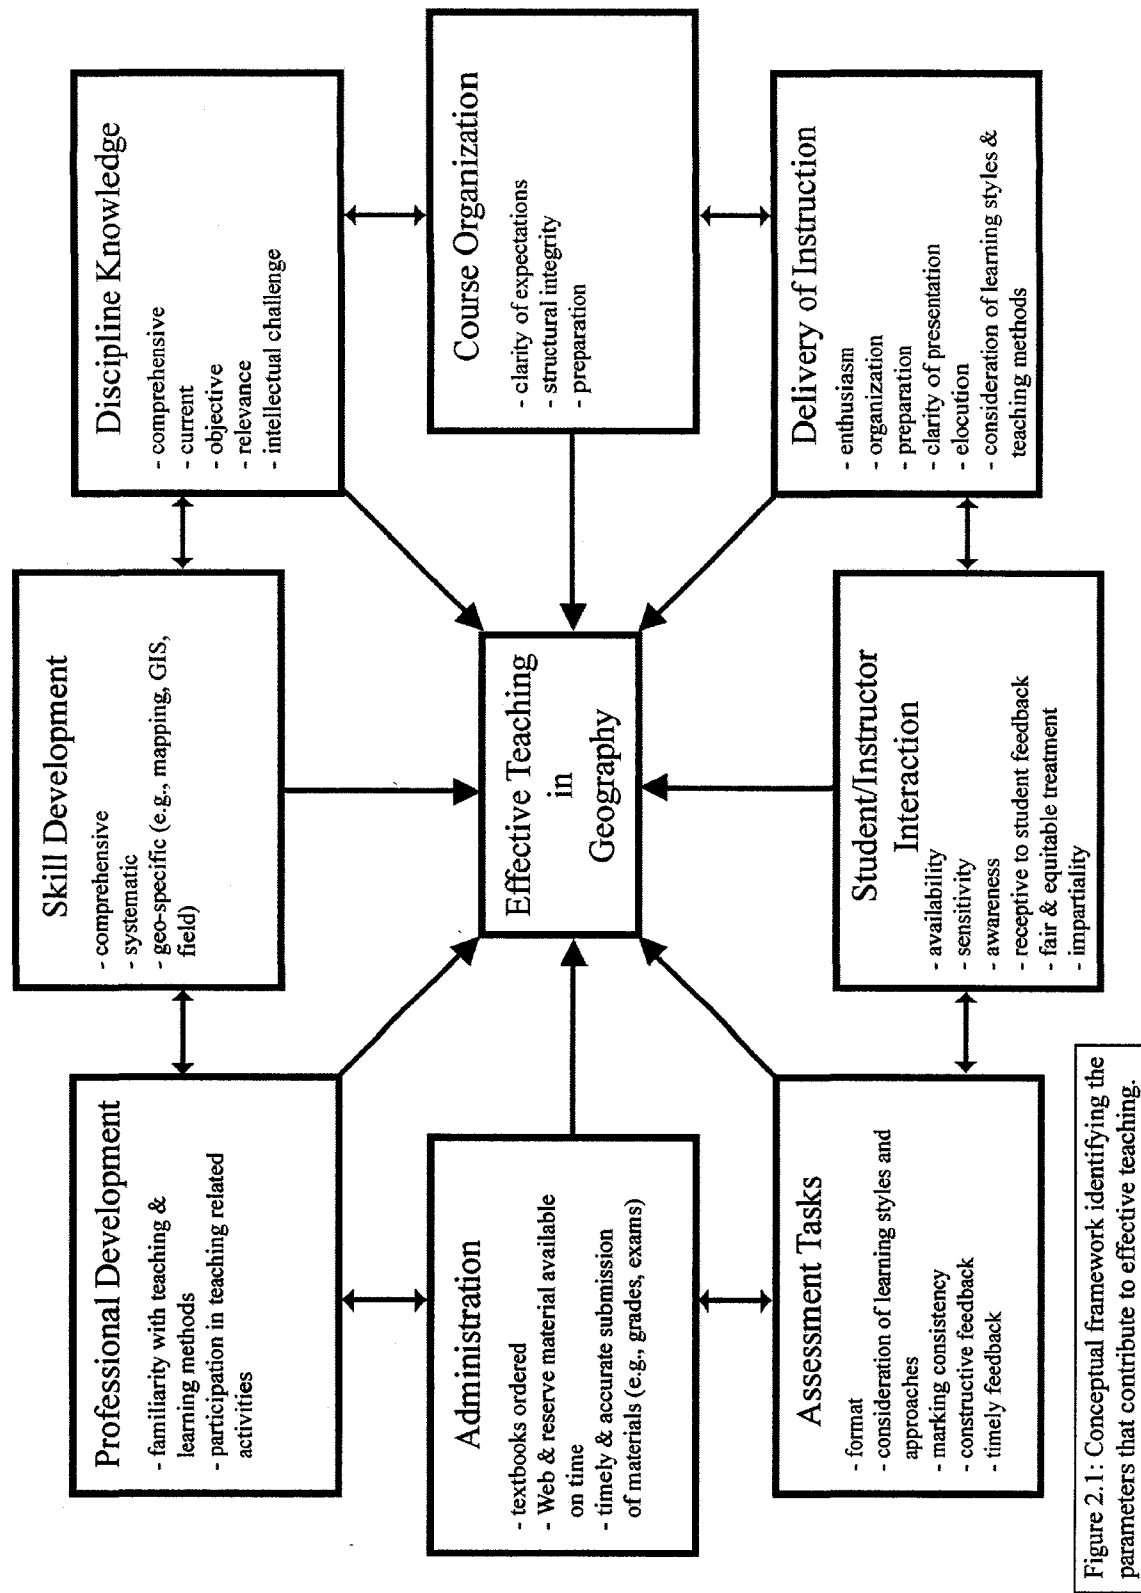 Professional Development
- familiarity with teaching &
learning methods
- participation in teaching related
activities
Skill Development
- comprehensive
- systematic
- geo-specific (e.g., mapping, GIS,
field)
Discipline Knowledge
- comprehensive
- current
- objective
- relevance
- intellectual challenge
Administration
- textbooks ordered
- Web & reserve material available
on time
- timely & accurate submission
of materials (e.g., grades, exams)
Effective Teaching
in
Geography
Course Organization
- clarity of expectations
- structural integrity
- preparation
Assessment Tasks
- format
- consideration of learning styles and
approaches
- marking consistency
- constructive feedback
- timely feedback
Student/Instructor
Interaction
- availability
- sensitivity
- awareness
- receptive to student feedback
- fair & equitable treatment
- impartiality
Delivery of Instruction
- enthusiasm
- organization
- preparation
- clarity of presentation
- elocution
- consideration of learning styles &
teaching methods
Figure 2.1: Conceptual framework identifying the
parameters that contribute to effective teaching.